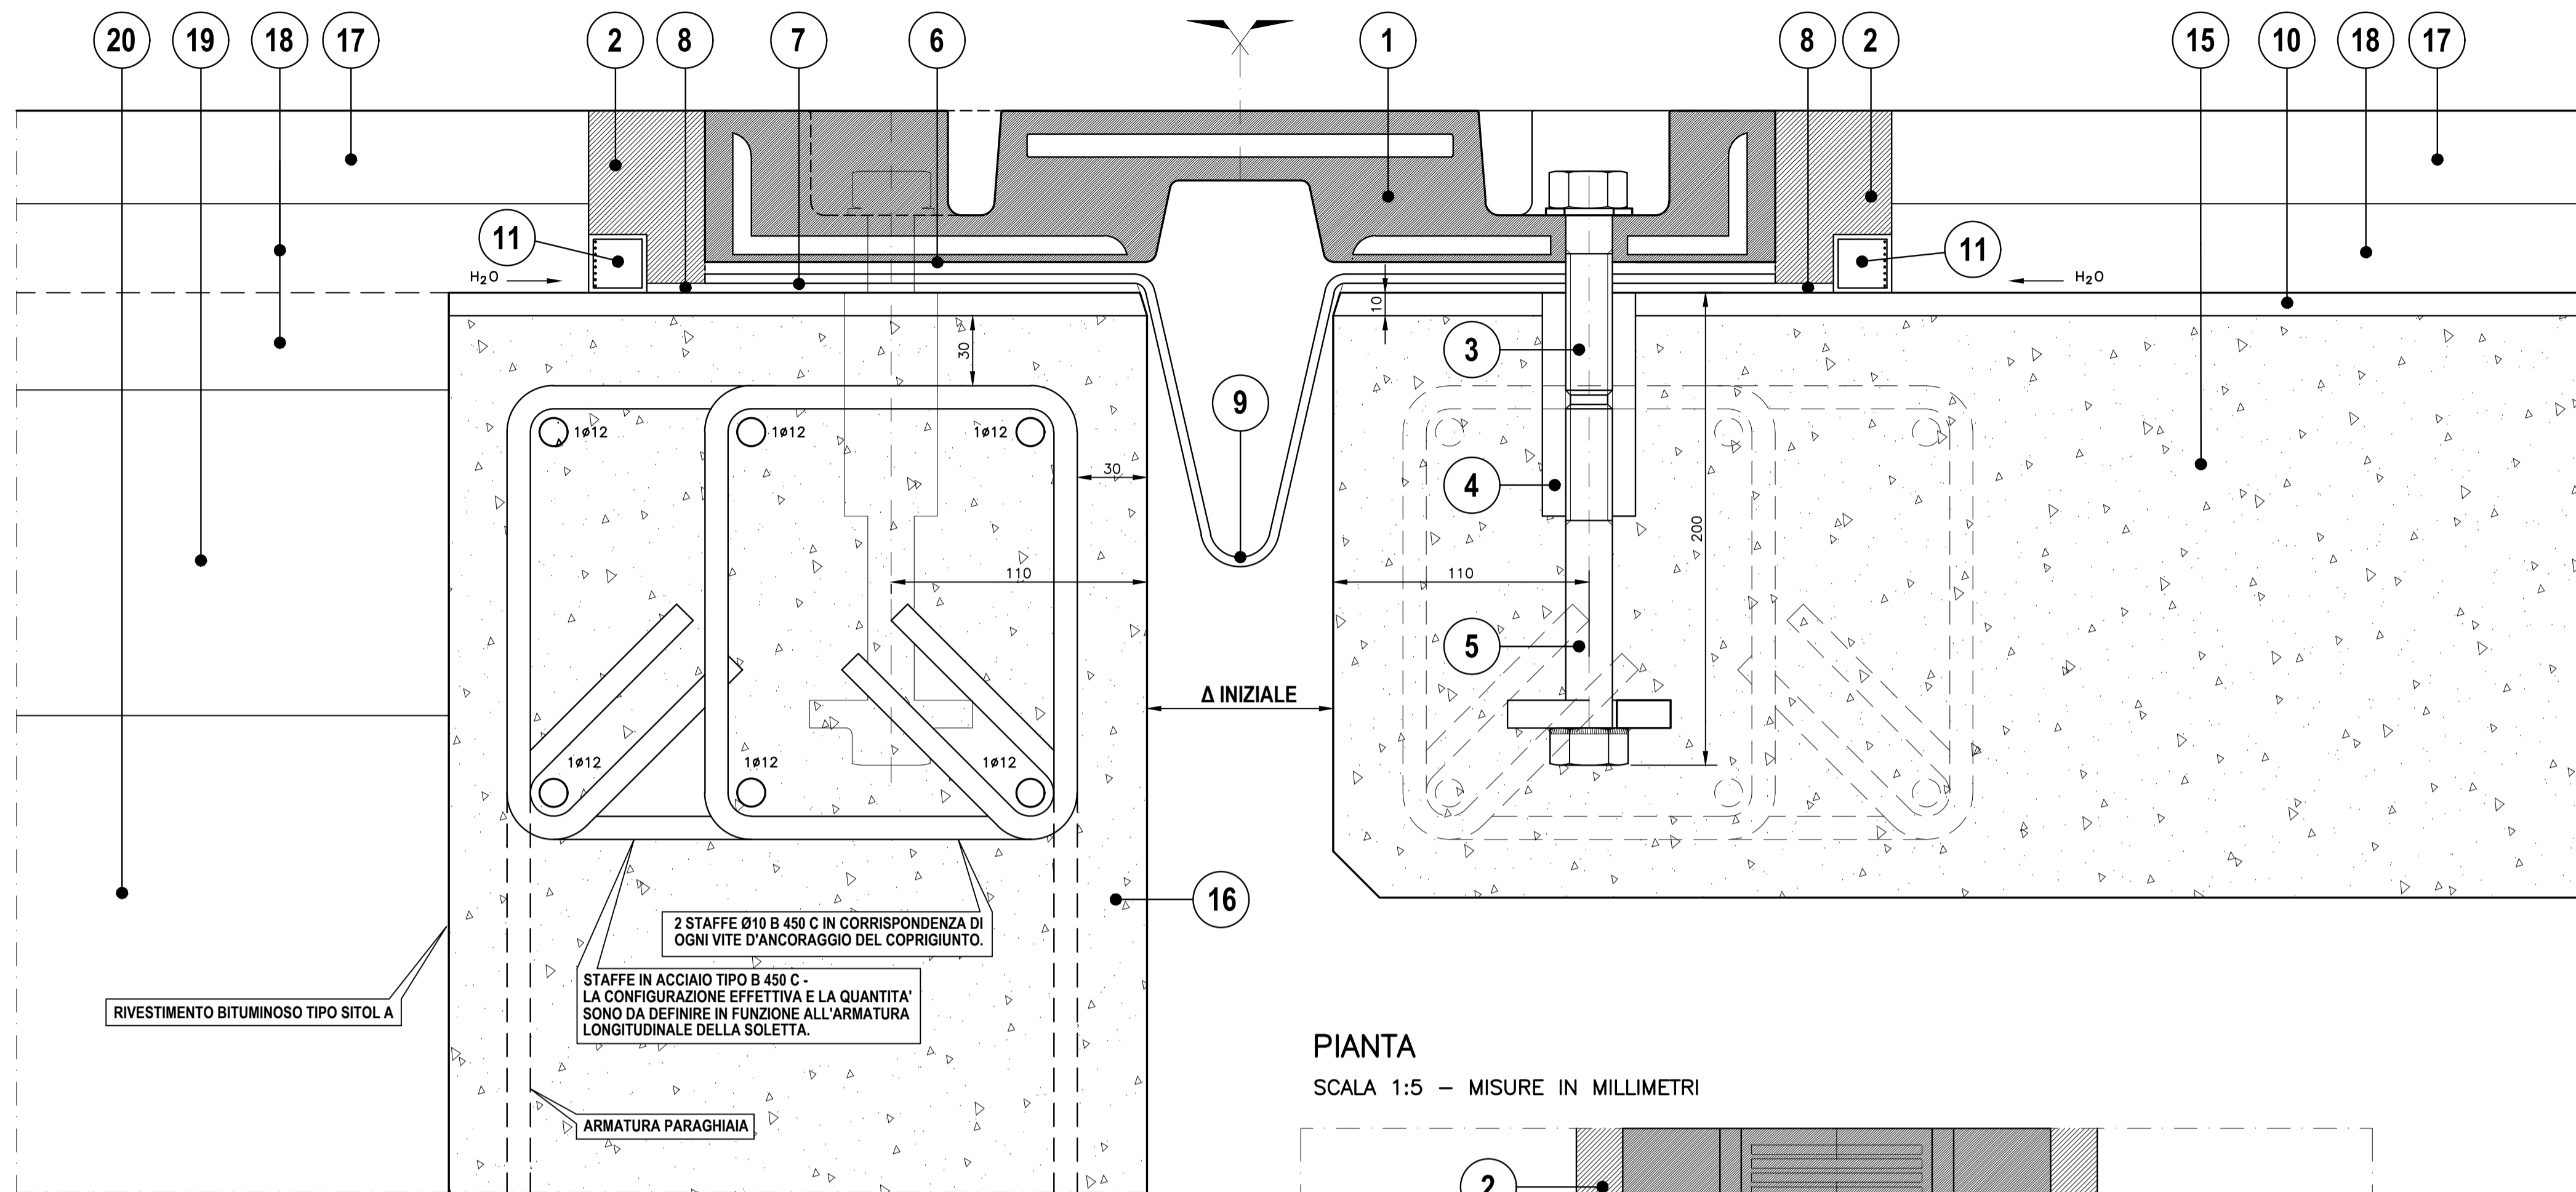 20 19 18 17 2 8 7 6 1 8 2 15 10 18 17
11 11
H₂O H₂O
10
30
3
9
1ø12 1ø12 1ø12
30
4
200
110 110
5
Δ INIZIALE
1ø12 1ø12 1ø12
16
2 STAFFE Ø10 B 450 C IN CORRISPONDENZA DI
OGNI VITE D'ANCORAGGIO DEL COPRIGIUNTO.
STAFFE IN ACCIAIO TIPO B 450 C -
LA CONFIGURAZIONE EFFETTIVA E LA QUANTITA'
SONO DA DEFINIRE IN FUNZIONE ALL'ARMATURA
LONGITUDINALE DELLA SOLETTA.
RIVESTIMENTO BITUMINOSO TIPO SITOL A
ARMATURA PARAGHIAIA
PIANTA
SCALA 1:5 – MISURE IN MILLIMETRI
2